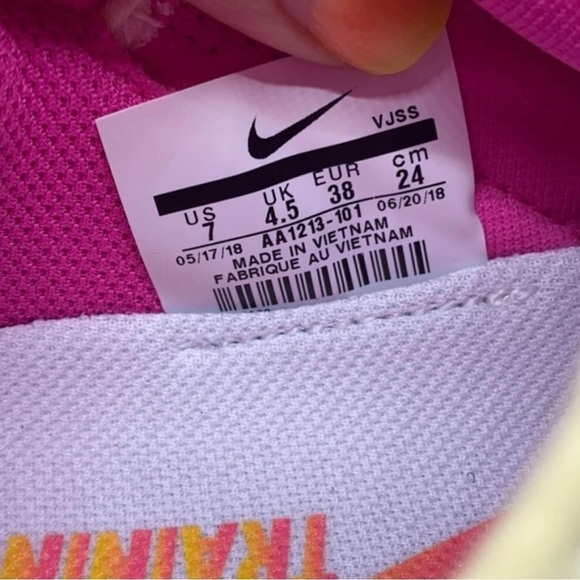 VJSS
US UK EUR cm
7 4.5 38 24
05/17/18 AA1213-101 06/20/18
MADE IN VIETNAM
FABRIQUE AU VIETNAM
TRAININ